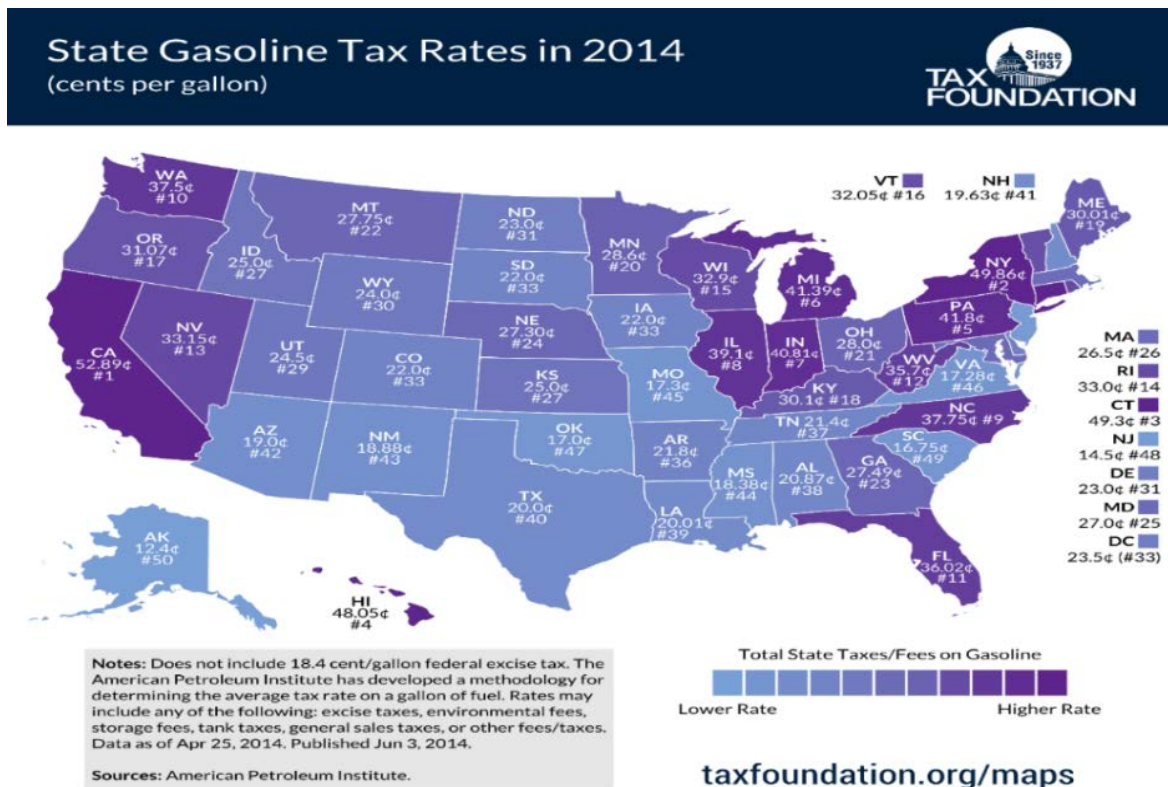 State Gasoline Tax Rates in 2014
(cents per gallon)
Since
1937
TAX
FOUNDATION
WA
37.5¢
#10
MT
27.75¢
#22
ND
23.0¢
#31
VT
32.05¢ #16
NH
19.63¢ #41
ME
30.01¢
#19
OR
31.07¢
#17
ID
25.0¢
#27
MN
28.6¢
#20
WI
32.9¢
#15
MI
41.39¢
#6
NY
49.86¢
#2
SD
22.0¢
#33
WY
24.0¢
#30
IA
22.0¢
#33
PA
41.8¢
#5
NE
27.30¢
#24
NV
33.15¢
#13
UT
24.5¢
#29
CO
22.0¢
#33
CA
52.89¢
#1
IL
39.1¢
#8
IN
40.81¢
#7
OH
28.0¢
#21
WV
35.7¢
#12
VA
17.28¢
#46
MA
26.5¢ #26
RI
33.0¢ #14
CT
49.3¢ #3
NJ
14.5¢ #48
DE
23.0¢ #31
MD
27.0¢ #25
DC
23.5¢ (#33)
KS
25.0¢
#27
MO
17.3¢
#45
KY
30.1¢ #18
NC
37.75¢ #9
TN 21.4¢
#37
AZ
19.0¢
#42
NM
18.88¢
#43
OK
17.0¢
#47
AR
21.8¢
#36
SC
16.75¢
#49
MS
18.38¢
#44
AL
20.87¢
#38
GA
27.49¢
#23
TX
20.0¢
#40
LA
20.01¢
#39
FL
36.02¢
#11
AK
12.4¢
#50
HI
48.05¢
#4
Notes: Does not include 18.4 cent/gallon federal excise tax. The
American Petroleum Institute has developed a methodology for
determining the average tax rate on a gallon of fuel. Rates may
include any of the following: excise taxes, environmental fees,
storage fees, tank taxes, general sales taxes, or other fees/taxes.
Data as of Apr 25, 2014. Published Jun 3, 2014.
Sources: American Petroleum Institute.
Total State Taxes/Fees on Gasoline
Lower Rate
Higher Rate
taxfoundation.org/maps